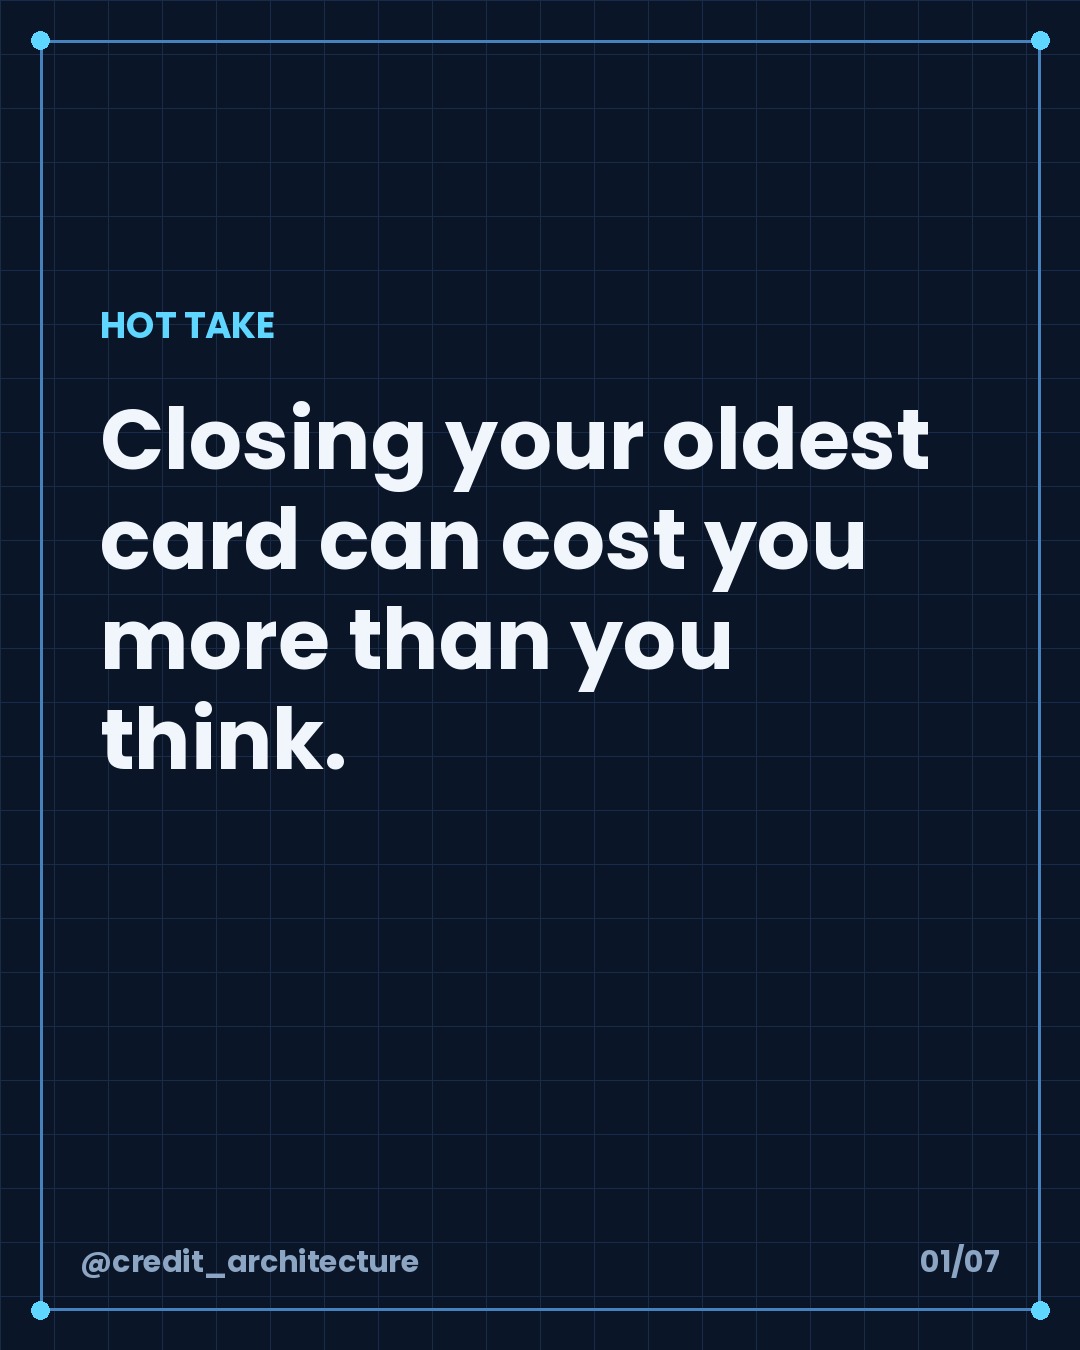 HOT TAKE
Closing your oldest
card can cost you
more than you
think.
@credit_architecture
01/07